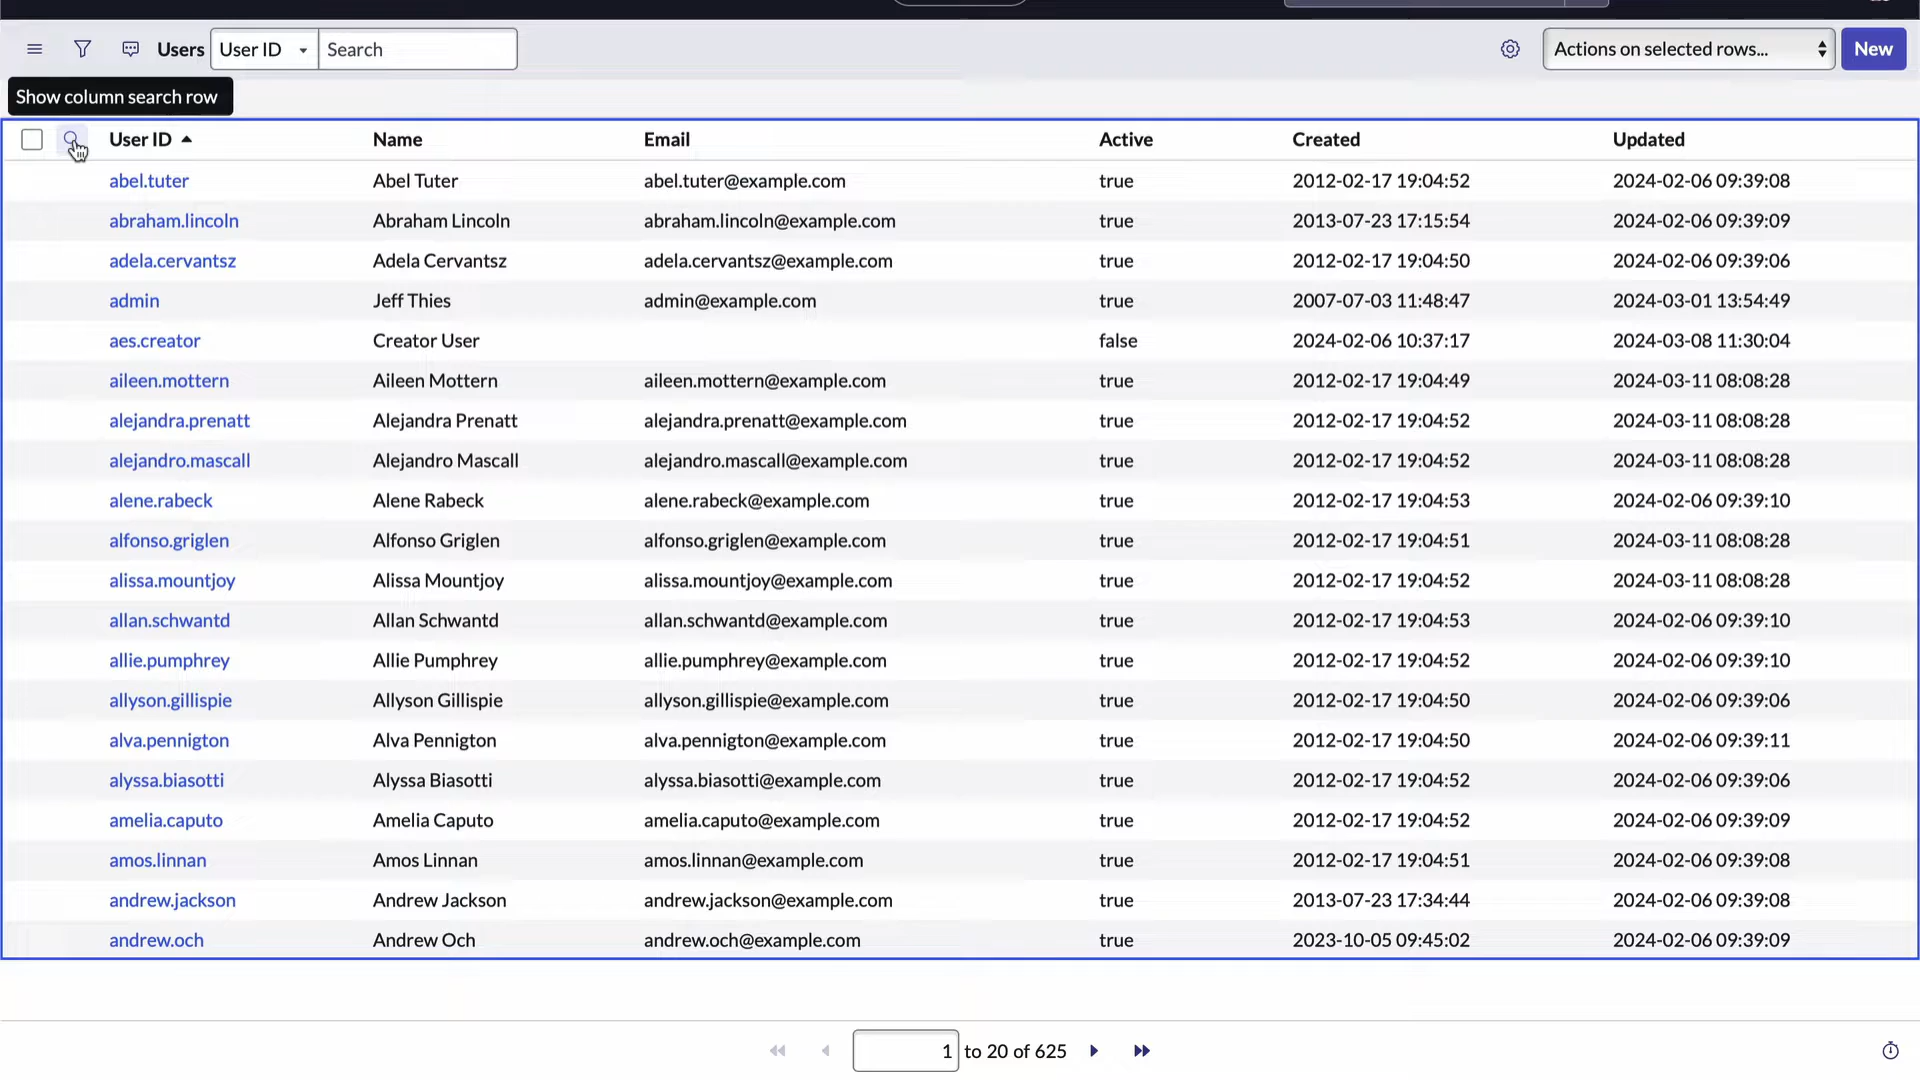 Users User ID Search Actions on selected rows... New
Show column search row
User ID Name Email Active Created Updated
abel.tuter Abel Tuter abel.tuter@example.com true 2012-02-17 19:04:52 2024-02-06 09:39:08
abraham.lincoln Abraham Lincoln abraham.lincoln@example.com true 2013-07-23 17:15:54 2024-02-06 09:39:09
adela.cervantsz Adela Cervantsz adela.cervantsz@example.com true 2012-02-17 19:04:50 2024-02-06 09:39:06
admin Jeff Thies admin@example.com true 2007-07-03 11:48:47 2024-03-01 13:54:49
aes.creator Creator User false 2024-02-06 10:37:17 2024-03-08 11:30:04
aileen.mottern Aileen Mottern aileen.mottern@example.com true 2012-02-17 19:04:49 2024-03-11 08:08:28
alejandra.prenatt Alejandra Prenatt alejandra.prenatt@example.com true 2012-02-17 19:04:52 2024-03-11 08:08:28
alejandro.mascall Alejandro Mascall alejandro.mascall@example.com true 2012-02-17 19:04:52 2024-03-11 08:08:28
alene.rabeck Alene Rabeck alene.rabeck@example.com true 2012-02-17 19:04:53 2024-02-06 09:39:10
alfonso.griglen Alfonso Griglen alfonso.griglen@example.com true 2012-02-17 19:04:51 2024-03-11 08:08:28
alissa.mountjoy Alissa Mountjoy alissa.mountjoy@example.com true 2012-02-17 19:04:52 2024-03-11 08:08:28
allan.schwantd Allan Schwantd allan.schwantd@example.com true 2012-02-17 19:04:53 2024-02-06 09:39:10
allie.pumphrey Allie Pumphrey allie.pumphrey@example.com true 2012-02-17 19:04:52 2024-02-06 09:39:10
allyson.gillispie Allyson Gillispie allyson.gillispie@example.com true 2012-02-17 19:04:50 2024-02-06 09:39:06
alva.pennigton Alva Pennigton alva.pennigton@example.com true 2012-02-17 19:04:50 2024-02-06 09:39:11
alyssa.biasotti Alyssa Biasotti alyssa.biasotti@example.com true 2012-02-17 19:04:52 2024-02-06 09:39:06
amelia.caputo Amelia Caputo amelia.caputo@example.com true 2012-02-17 19:04:52 2024-02-06 09:39:09
amos.linnan Amos Linnan amos.linnan@example.com true 2012-02-17 19:04:51 2024-02-06 09:39:08
andrew.jackson Andrew Jackson andrew.jackson@example.com true 2013-07-23 17:34:44 2024-02-06 09:39:08
andrew.och Andrew Och andrew.och@example.com true 2023-10-05 09:45:02 2024-02-06 09:39:09
1 to 20 of 625